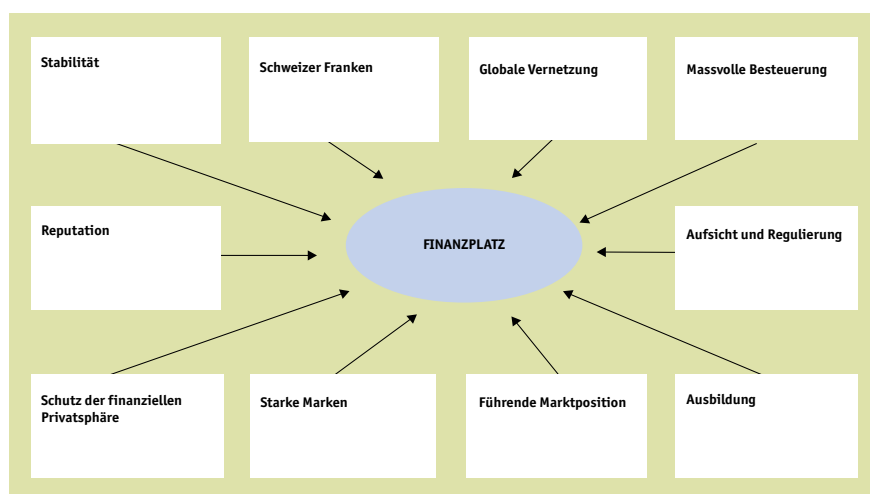 Stabilität
Schweizer Franken
Globale Vernetzung
Massvolle Besteuerung
Reputation
FINANZPLATZ
Aufsicht und Regulierung
Schutz der finanziellen
Privatsphäre
Starke Marken
Führende Marktposition
Ausbildung